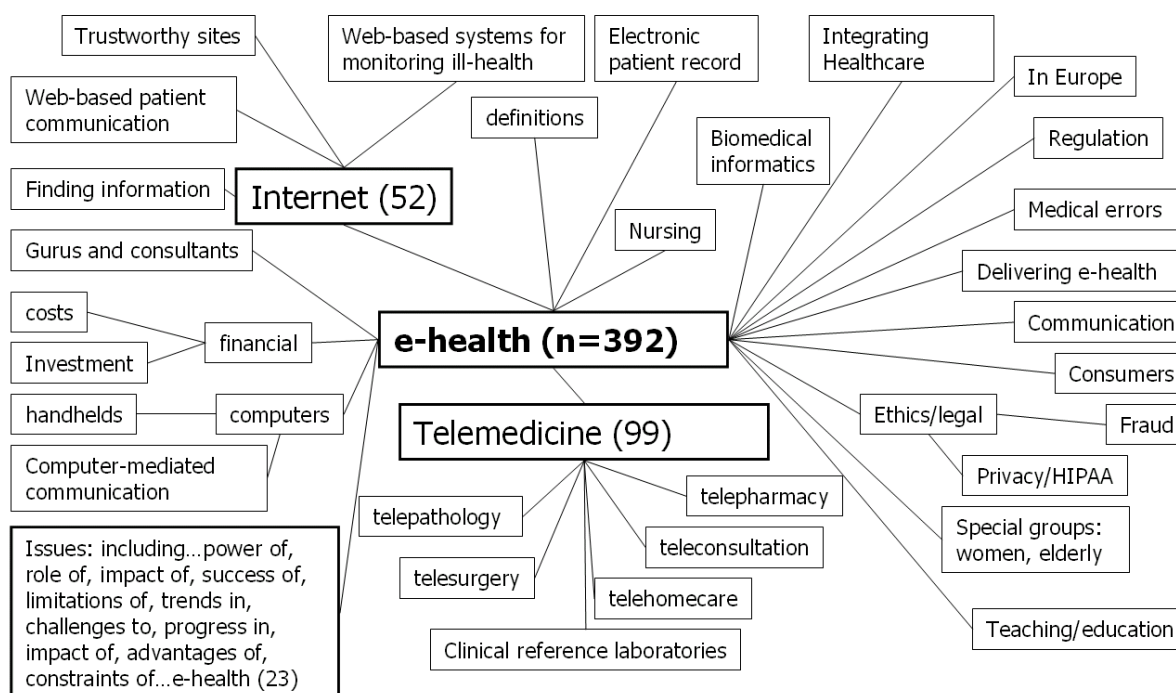 Trustworthy sites
Web-based systems for
monitoring ill-health
Electronic
patient record
Integrating
Healthcare
In Europe
Web-based patient
communication
definitions
Biomedical
informatics
Regulation
Finding information
Internet (52)
Medical errors
Nursing
Gurus and consultants
Delivering e-health
costs
financial
e-health (n=392)
Communication
Investment
Consumers
handhelds
computers
Telemedicine (99)
Ethics/legal
Fraud
Computer-mediated
communication
Privacy/HIPAA
telepharmacy
telepathology
Special groups:
women, elderly
teleconsultation
telesurgery
telehomecare
Issues: including...power of,
role of, impact of, success of,
limitations of, trends in,
challenges to, progress in,
impact of, advantages of,
constraints of...e-health (23)
Clinical reference laboratories
Teaching/education